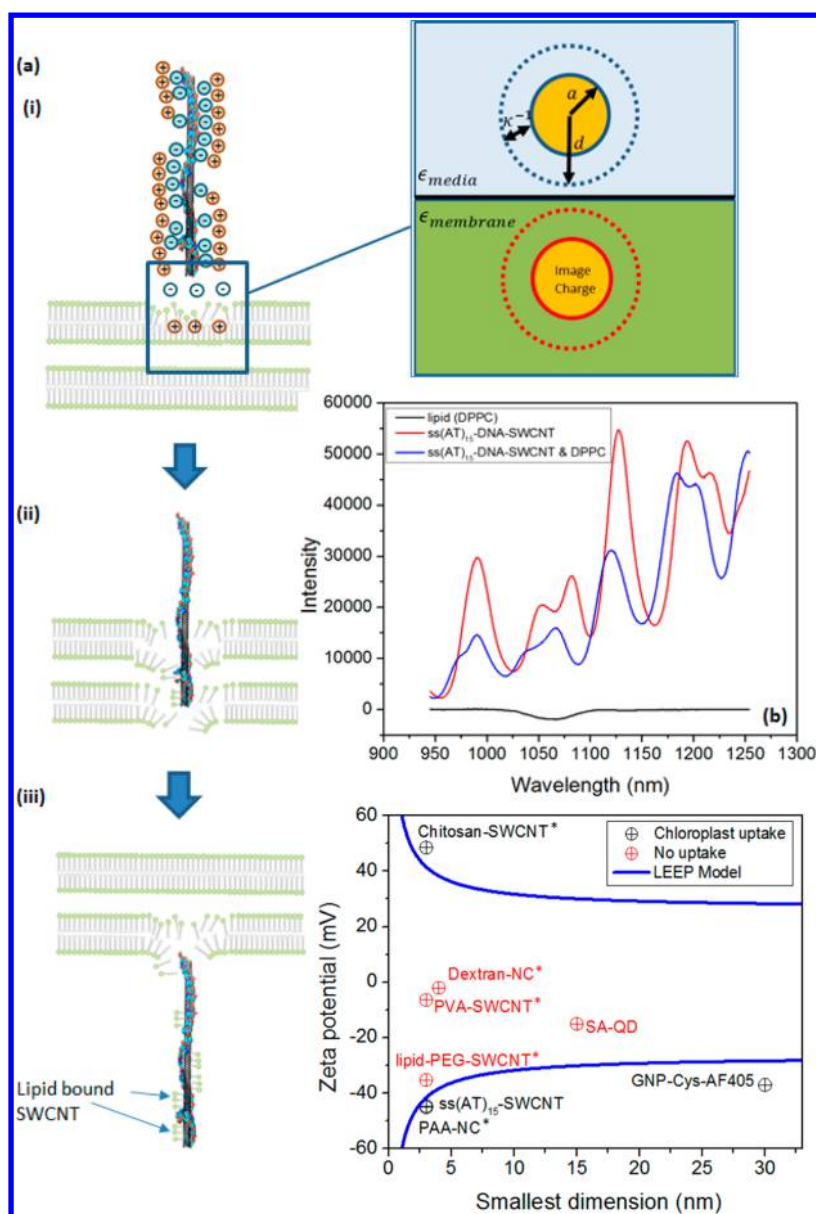 (a)
(i)
a
κ⁻¹
d
ϵmedia
ϵmembrane
Image
Charge
(ii)
(iii)
Lipid bound
SWCNT
60000
50000
40000
30000
20000
10000
0
Intensity
lipid (DPPC)
ss(AT)₁₅-DNA-SWCNT
ss(AT)₁₅-DNA-SWCNT & DPPC
(b)
900 950 1000 1050 1100 1150 1200 1250 1300
Wavelength (nm)
60
40
20
0
-20
-40
-60
Zeta potential (mV)
Chitosan-SWCNT*
Chloroplast uptake
No uptake
LEEP Model
Dextran-NC*
PVA-SWCNT*
SA-QD
lipid-PEG-SWCNT*
GNP-Cys-AF405
ss(AT)₁₅-SWCNT
PAA-NC*
0 5 10 15 20 25 30
Smallest dimension (nm)